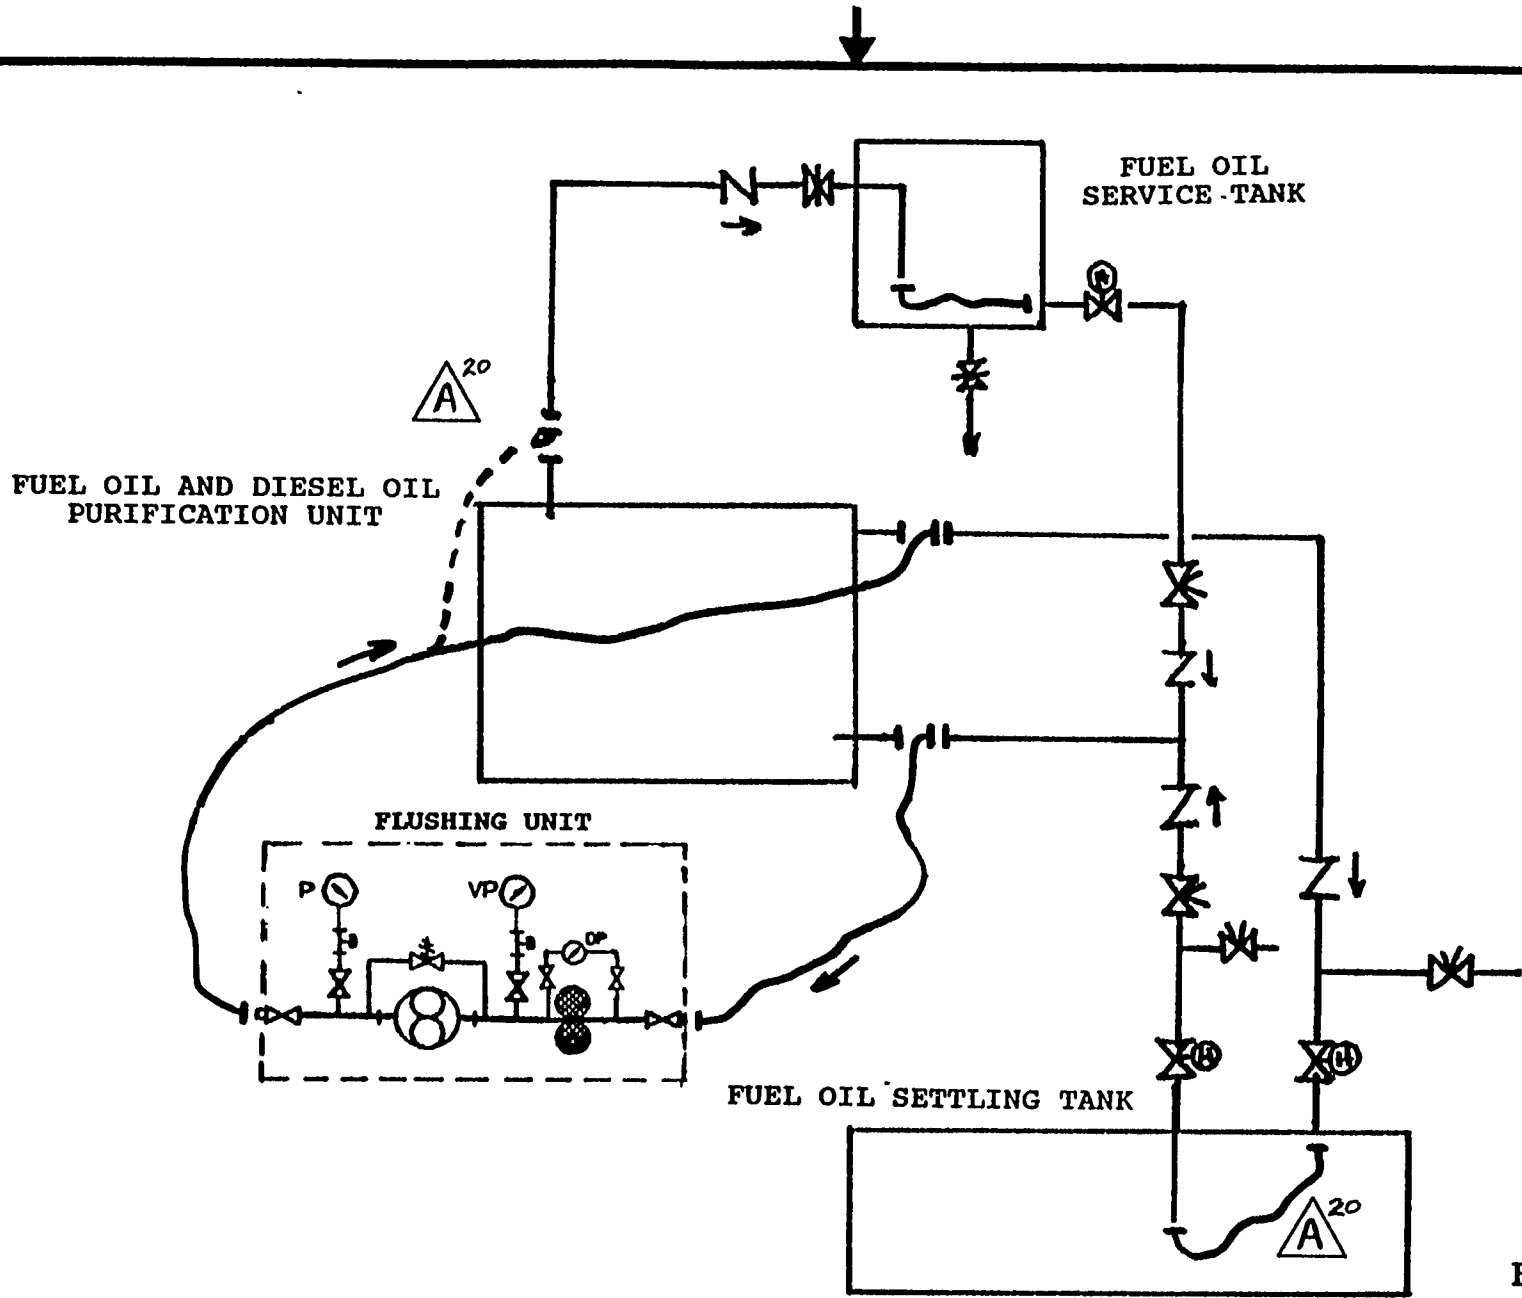 FUEL OIL
SERVICE-TANK
20
A
FUEL OIL AND DIESEL OIL
PURIFICATION UNIT
FLUSHING UNIT
P
VP
DP
H
H
FUEL OIL SETTLING TANK
20
A